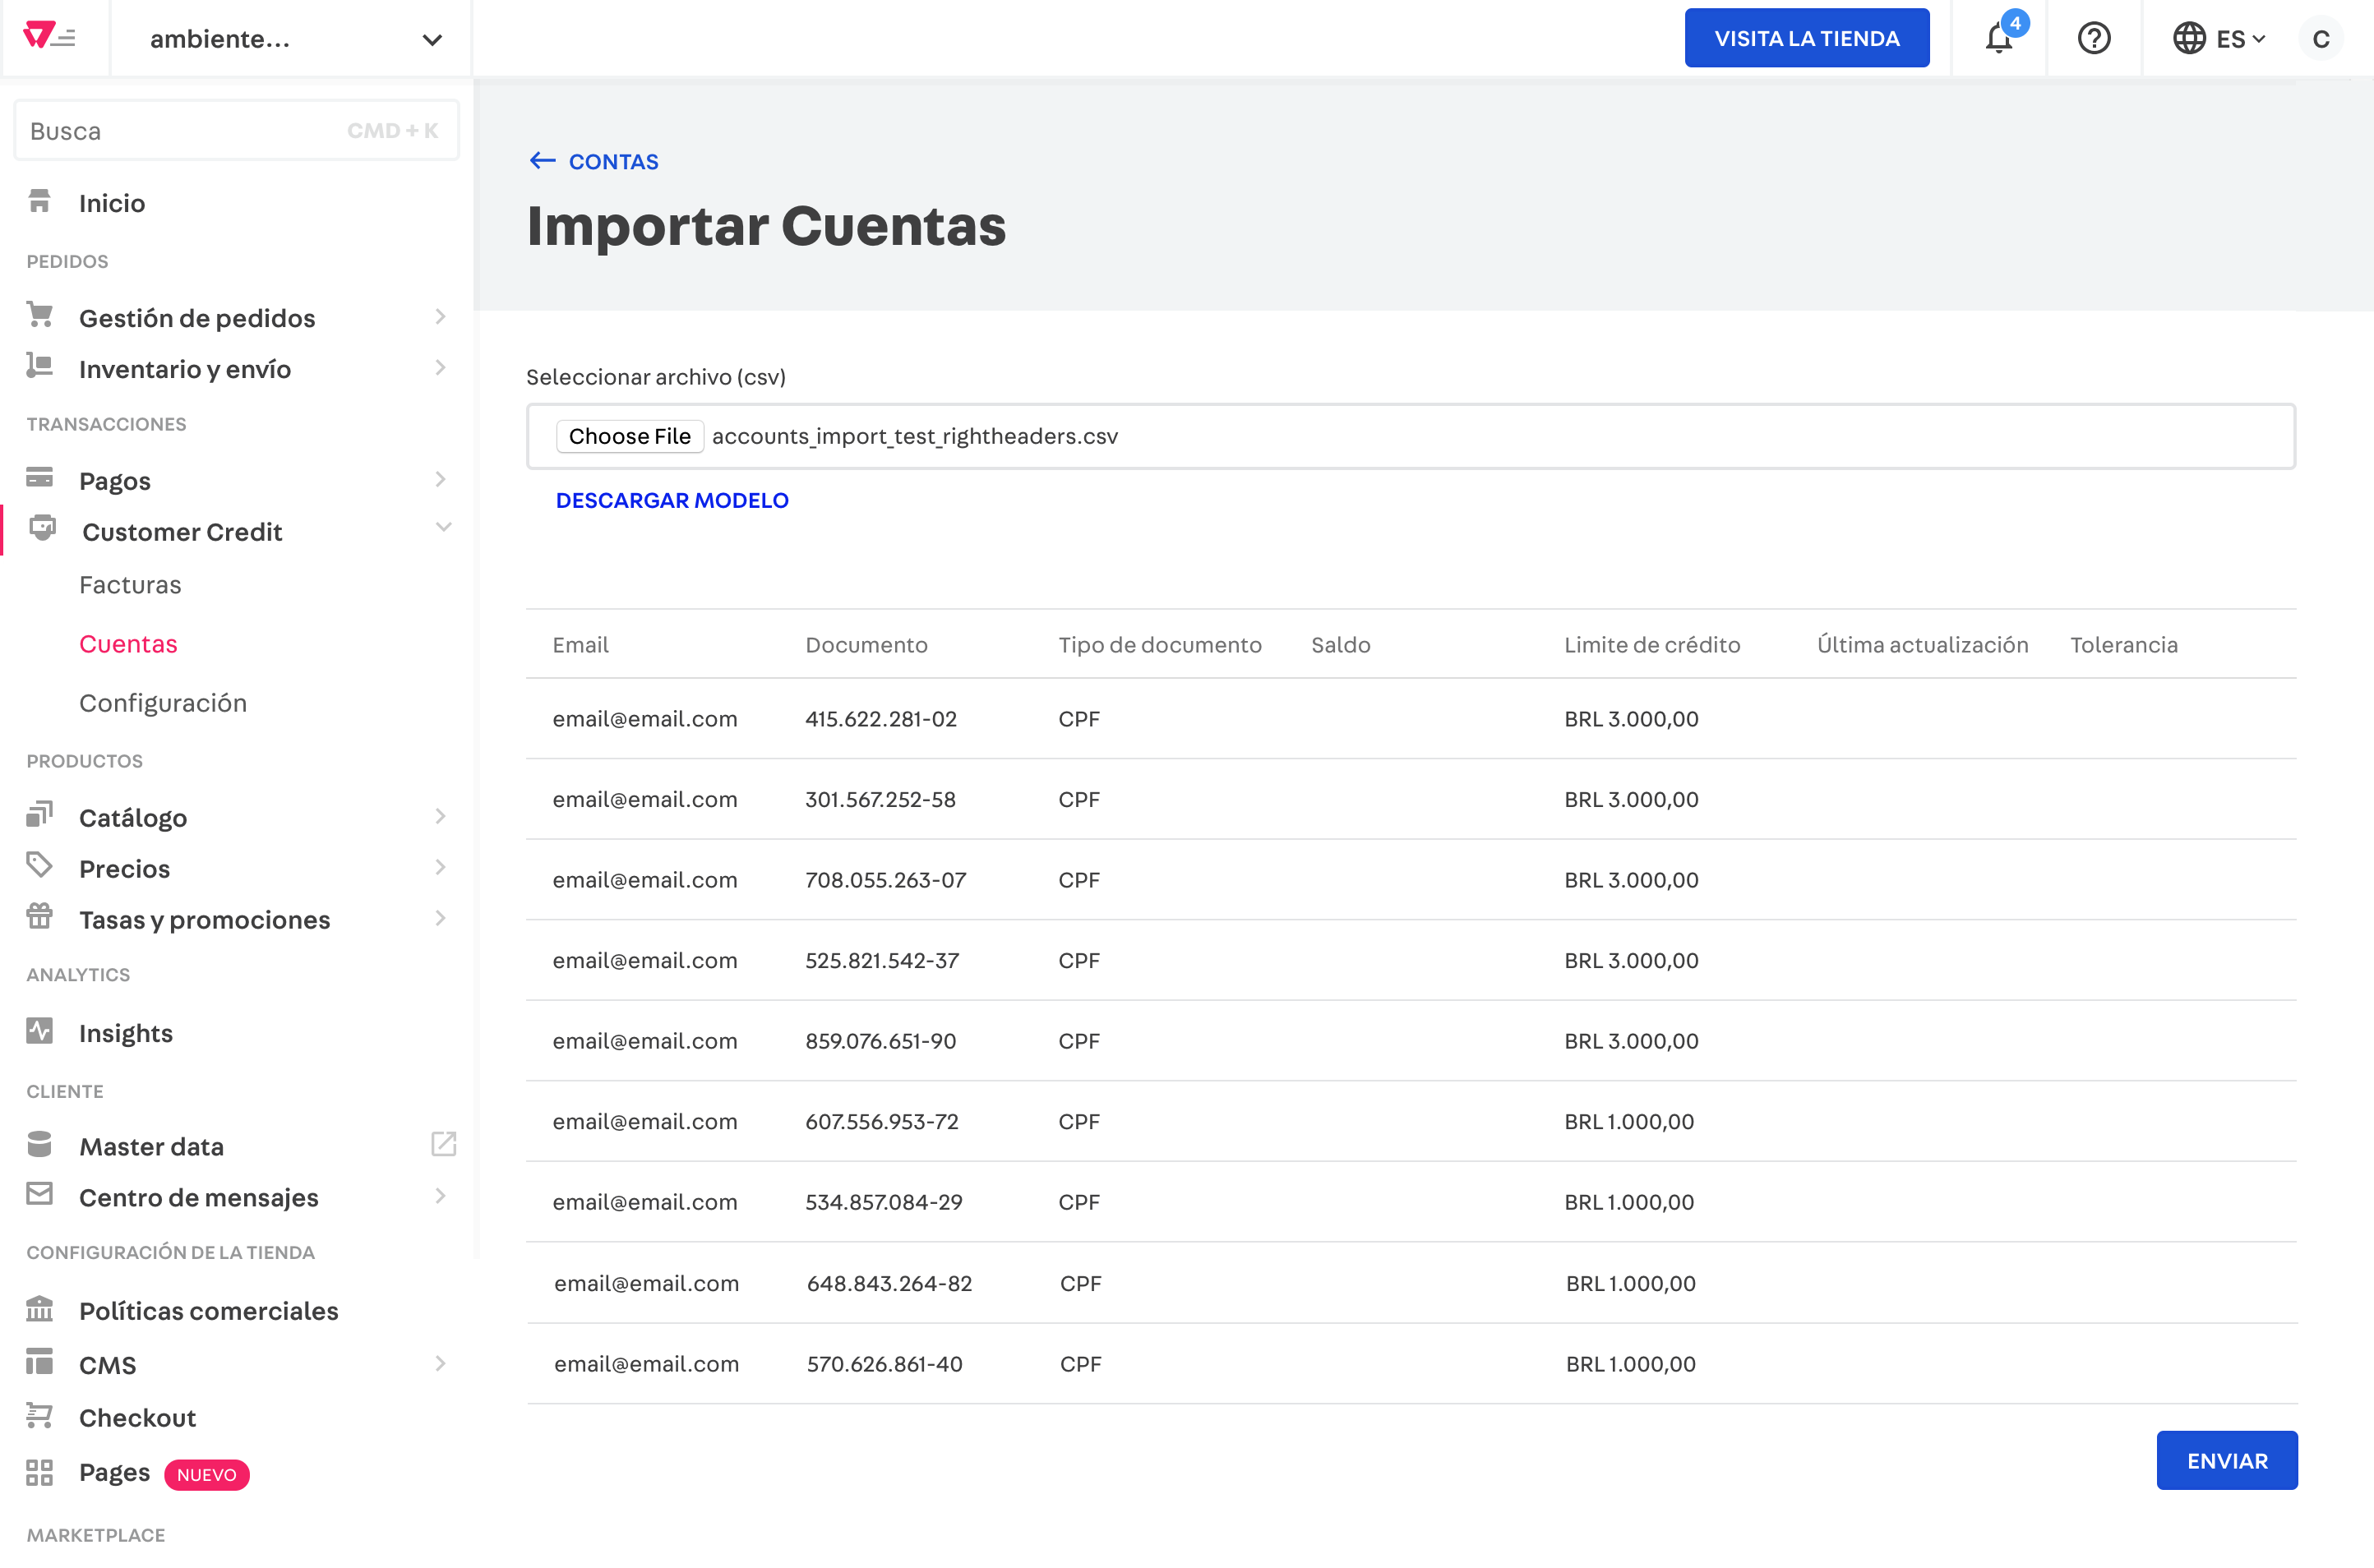 ambiente...
VISITA LA TIENDA
4
ES
C
Busca CMD + K
Inicio
PEDIDOS
Gestión de pedidos
Inventario y envío
TRANSACCIONES
Pagos
Customer Credit
Facturas
Cuentas
Configuración
PRODUCTOS
Catálogo
Precios
Tasas y promociones
ANALYTICS
Insights
CLIENTE
Master data
Centro de mensajes
CONFIGURACIÓN DE LA TIENDA
Políticas comerciales
CMS
Checkout
Pages NUEVO
MARKETPLACE
CONTAS
Importar Cuentas
Seleccionar archivo (csv)
Choose File accounts_import_test_rightheaders.csv
DESCARGAR MODELO
Email Documento Tipo de documento Saldo Limite de crédito Última actualización Tolerancia
email@email.com 415.622.281-02 CPF BRL 3.000,00
email@email.com 301.567.252-58 CPF BRL 3.000,00
email@email.com 708.055.263-07 CPF BRL 3.000,00
email@email.com 525.821.542-37 CPF BRL 3.000,00
email@email.com 859.076.651-90 CPF BRL 3.000,00
email@email.com 607.556.953-72 CPF BRL 1.000,00
email@email.com 534.857.084-29 CPF BRL 1.000,00
email@email.com 648.843.264-82 CPF BRL 1.000,00
email@email.com 570.626.861-40 CPF BRL 1.000,00
ENVIAR